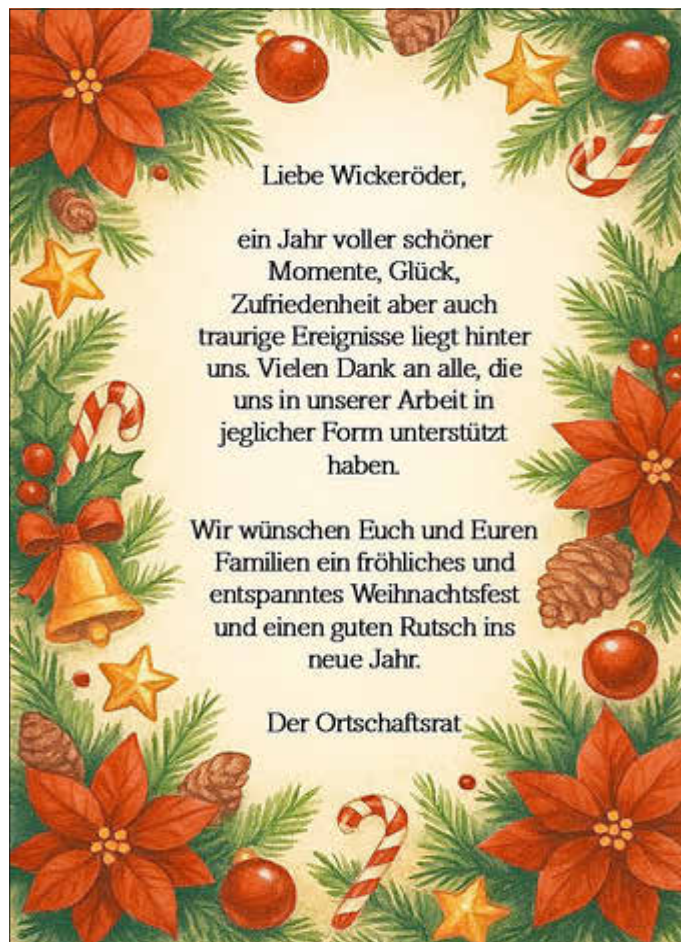 Liebe Wickeröder,
ein Jahr voller schöner
Momente, Glück,
Zufriedenheit aber auch
traurige Ereignisse liegt hinter
uns. Vielen Dank an alle, die
uns in unserer Arbeit in
jeglicher Form unterstützt
haben.
Wir wünschen Euch und Euren
Familien ein fröhliches und
entspanntes Weihnachtsfest
und einen guten Rutsch ins
neue Jahr.
Der Ortschaftsrat